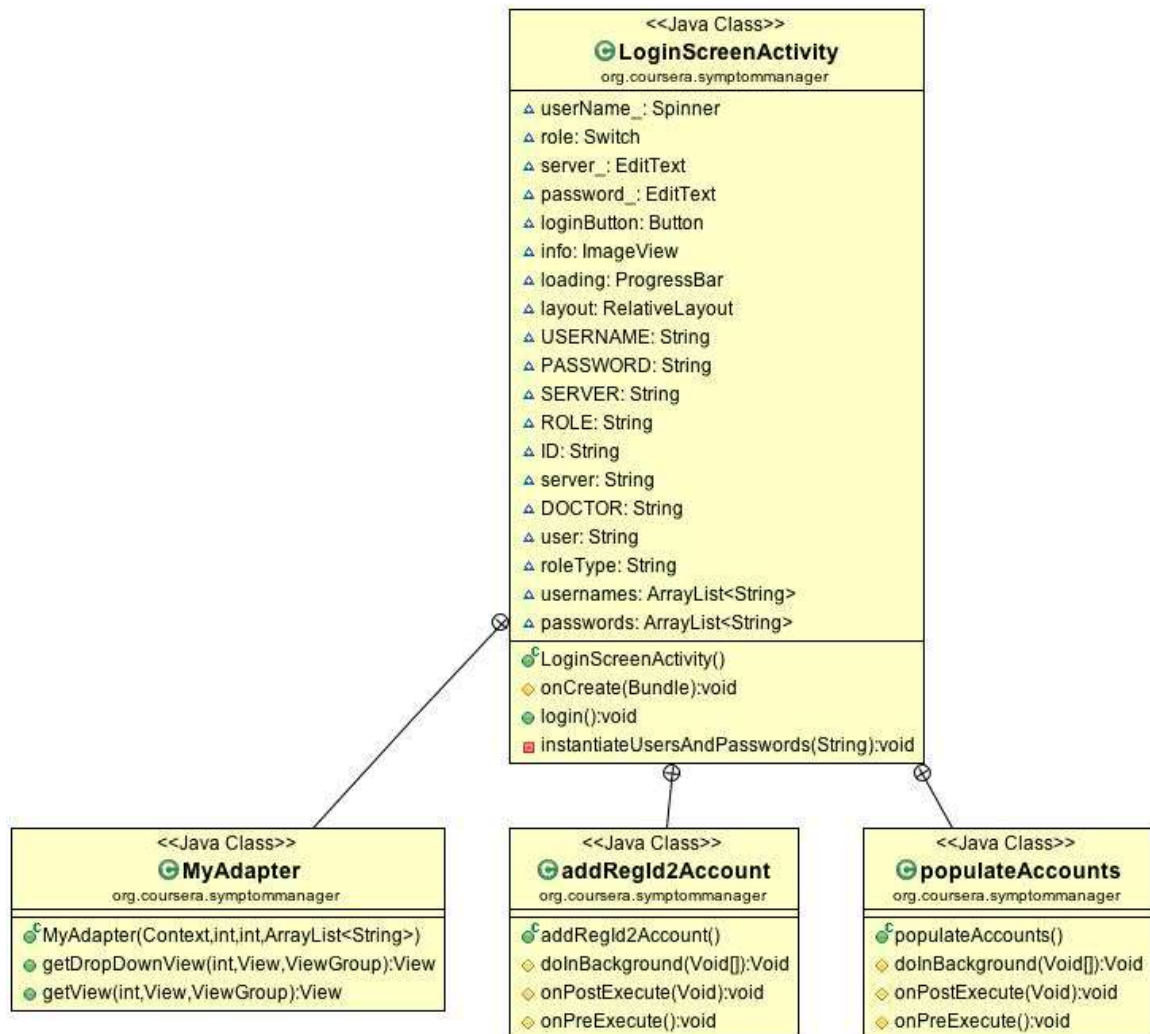 <<Java Class>>
LoginScreenActivity
org.coursera.symptommanager
userName_: Spinner
role: Switch
server_: EditText
password_: EditText
loginButton: Button
info: ImageView
loading: ProgressBar
layout: RelativeLayout
USERNAME: String
PASSWORD: String
SERVER: String
ROLE: String
ID: String
server: String
DOCTOR: String
user: String
roleType: String
usernames: ArrayList<String>
passwords: ArrayList<String>
LoginScreenActivity()
onCreate(Bundle):void
login():void
instantiateUsersAndPasswords(String):void
<<Java Class>>
MyAdapter
org.coursera.symptommanager
MyAdapter(Context,int,int,ArrayList<String>)
getDropDownView(int,View,ViewGroup):View
getView(int,View,ViewGroup):View
<<Java Class>>
addRegId2Account
org.coursera.symptommanager
addRegId2Account()
doInBackground(Void[]):Void
onPostExecute(Void):void
onPreExecute():void
<<Java Class>>
populateAccounts
org.coursera.symptommanager
populateAccounts()
doInBackground(Void[]):Void
onPostExecute(Void):void
onPreExecute():void